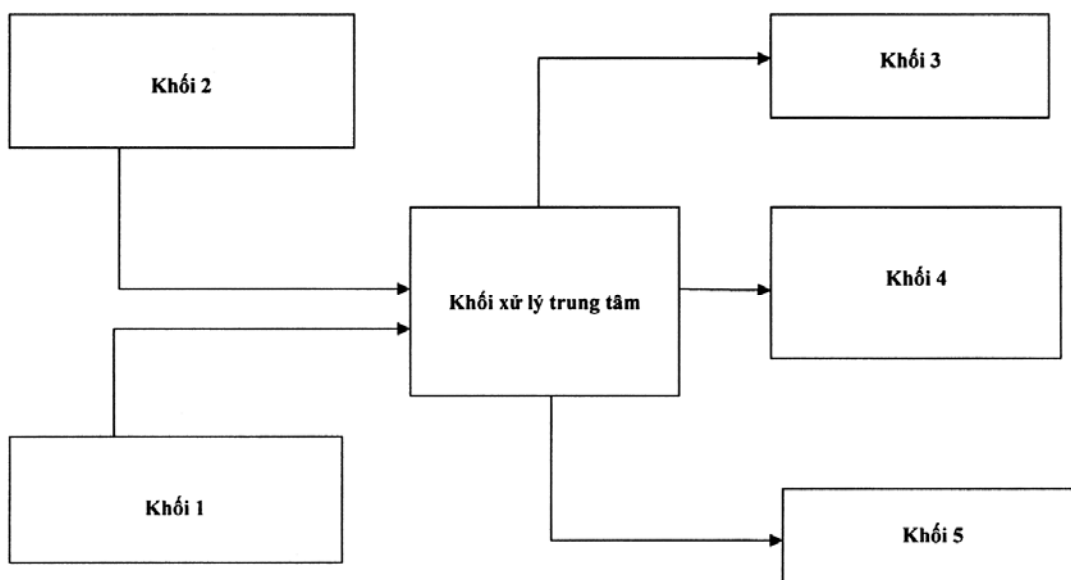 Khối 2
Khối 3
Khối xử lý trung tâm
Khối 4
Khối 1
Khối 5